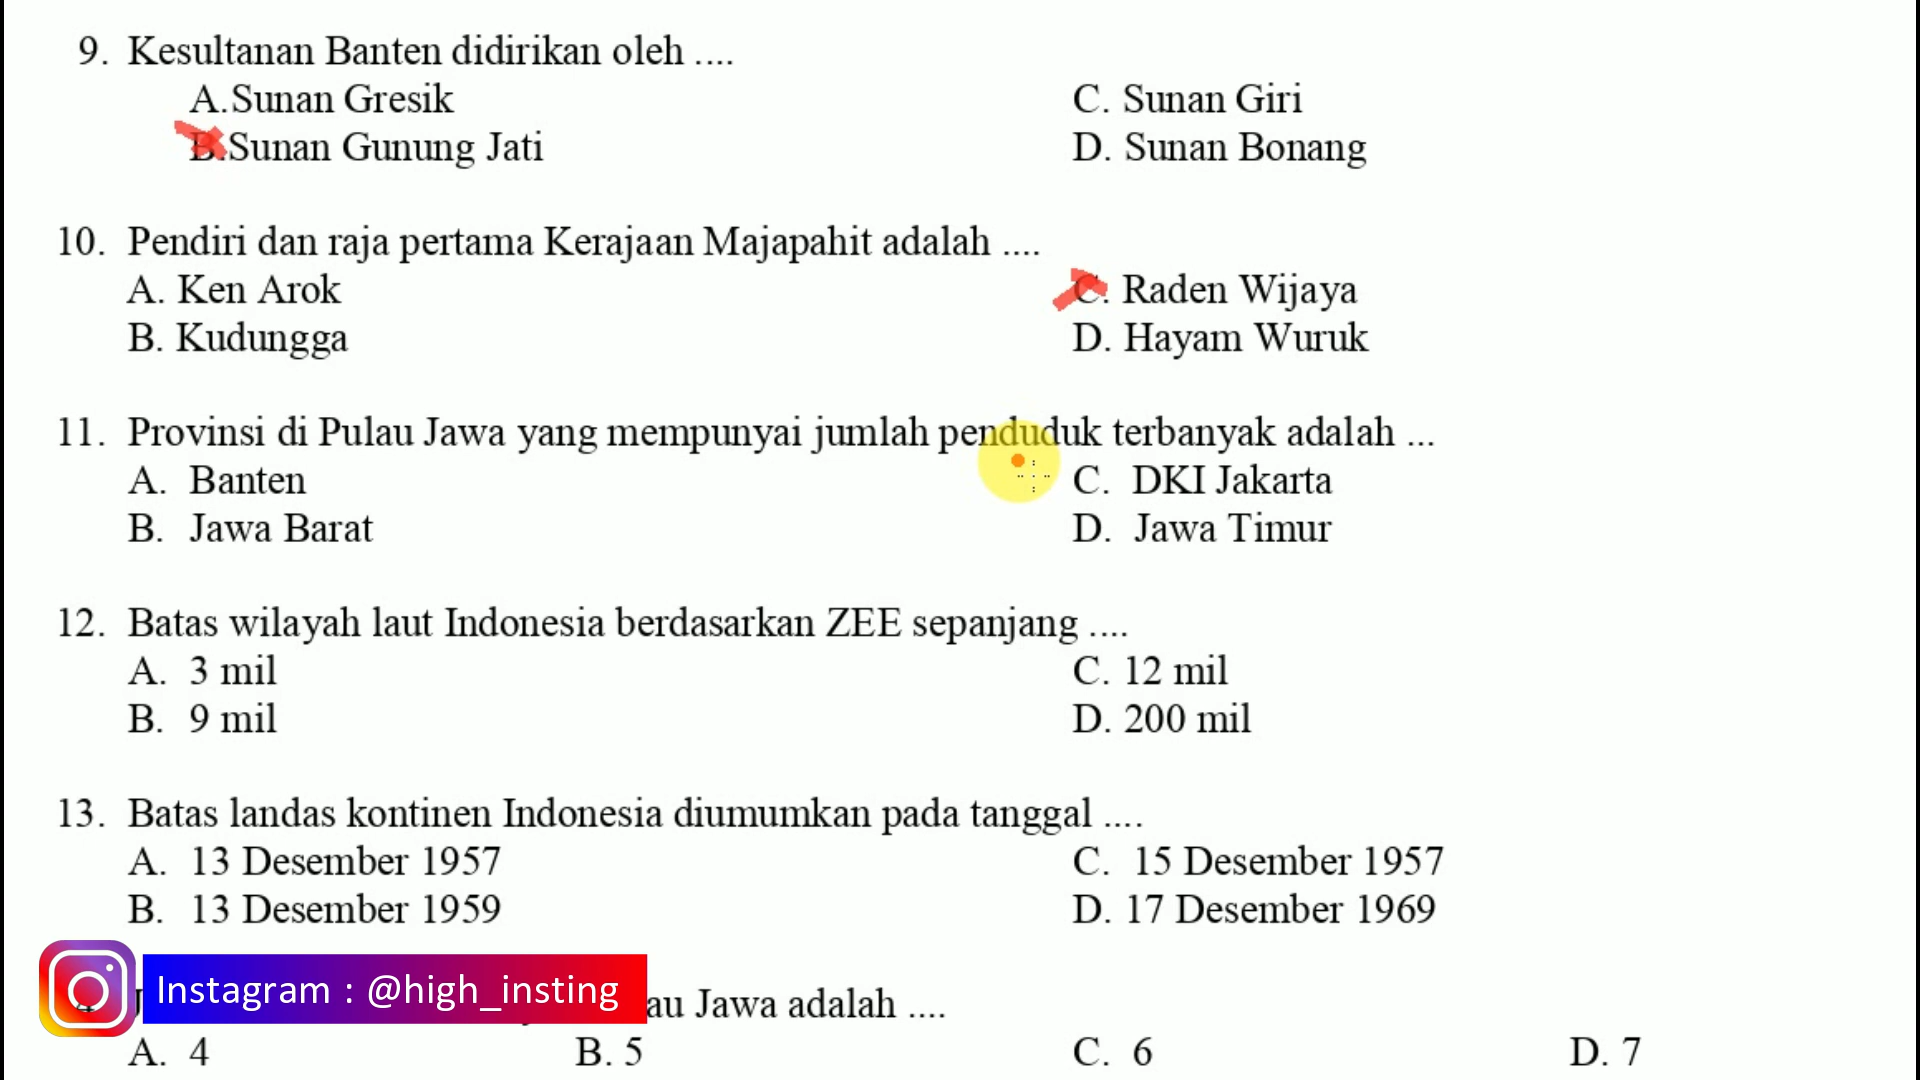 9. Kesultanan Banten didirikan oleh ....
A.Sunan Gresik C. Sunan Giri
B.Sunan Gunung Jati D. Sunan Bonang
10. Pendiri dan raja pertama Kerajaan Majapahit adalah ....
A. Ken Arok C. Raden Wijaya
B. Kudungga D. Hayam Wuruk
11. Provinsi di Pulau Jawa yang mempunyai jumlah penduduk terbanyak adalah ...
A. Banten C. DKI Jakarta
B. Jawa Barat D. Jawa Timur
12. Batas wilayah laut Indonesia berdasarkan ZEE sepanjang ....
A. 3 mil C. 12 mil
B. 9 mil D. 200 mil
13. Batas landas kontinen Indonesia diumumkan pada tanggal ....
A. 13 Desember 1957 C. 15 Desember 1957
B. 13 Desember 1959 D. 17 Desember 1969
Instagram : @high_insting
au Jawa adalah ....
A. 4 B. 5 C. 6 D. 7